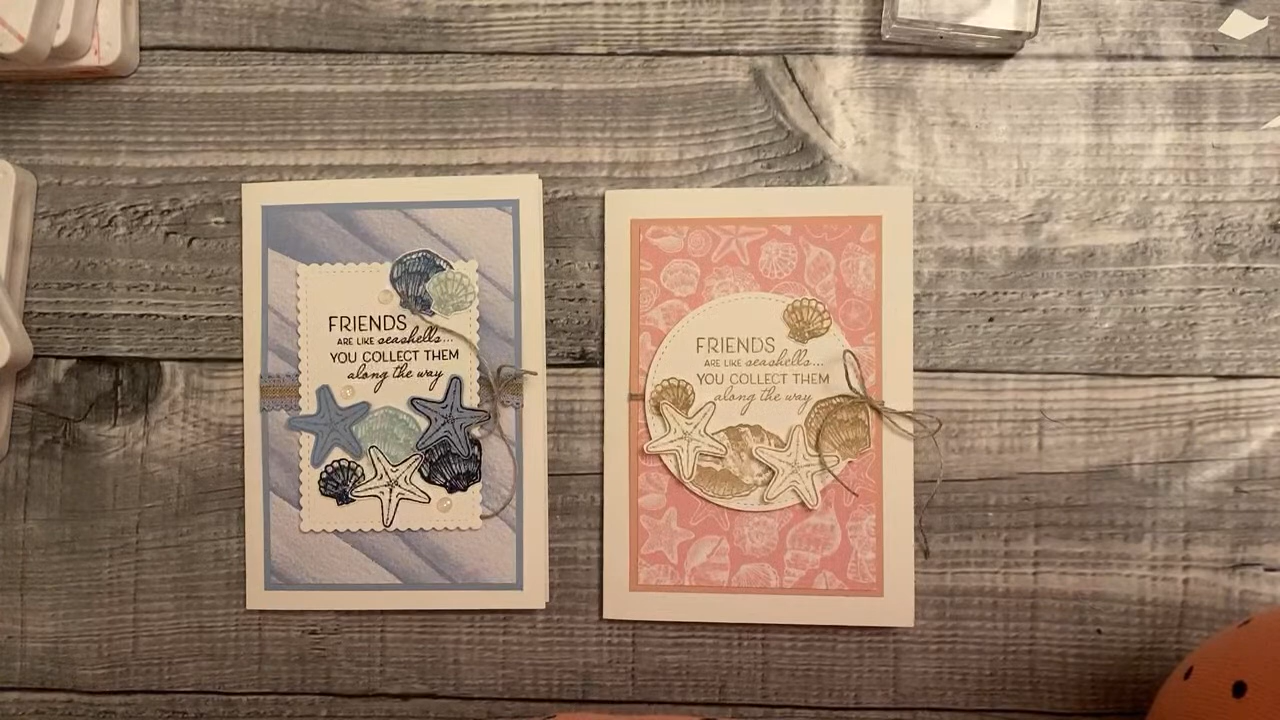 FRIENDS
ARE LIKE seashells...
YOU COLLECT THEM
along the way
FRIENDS
ARE LIKE seashells...
YOU COLLECT THEM
along the way